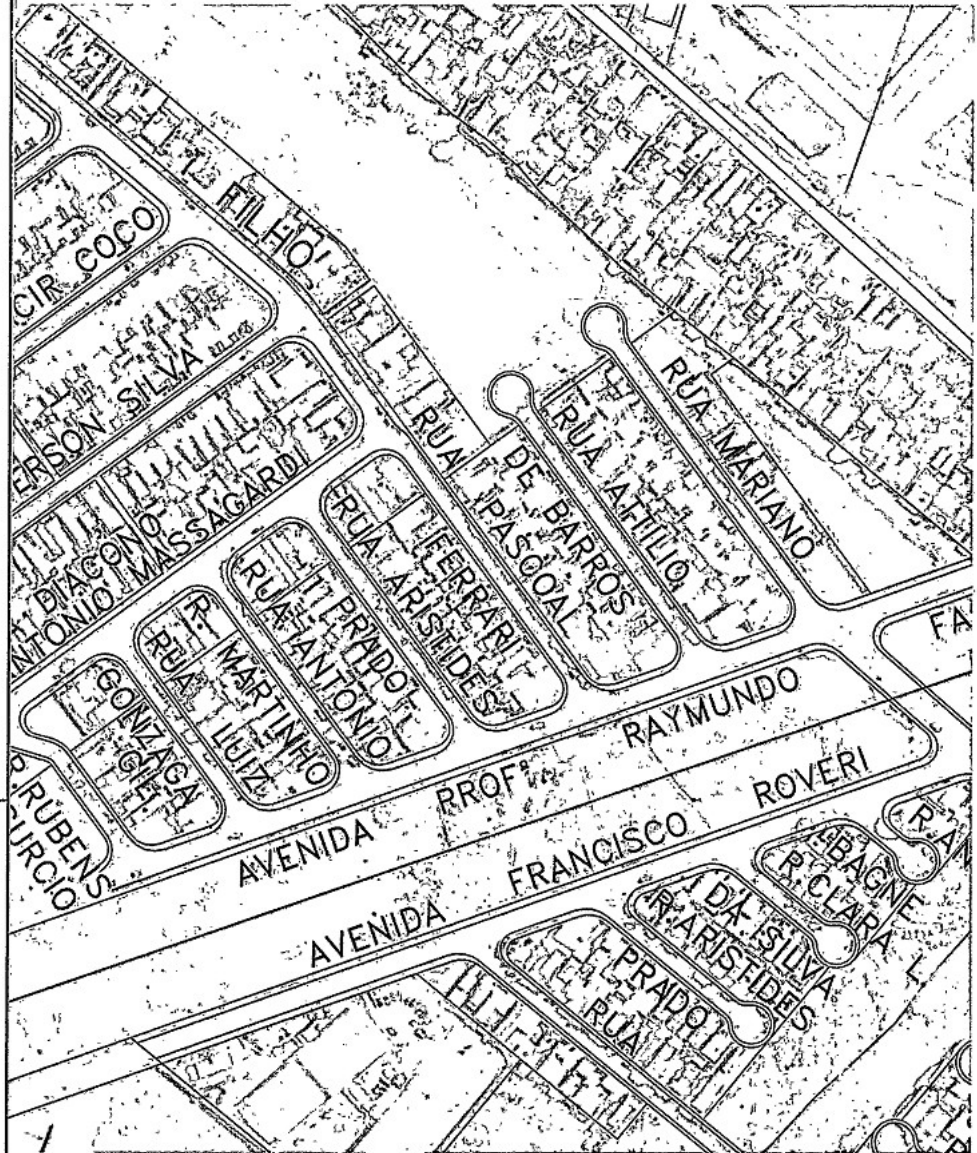 FILHO
CIR COCO
ERSON SILVA
DIACONO
NTONIO MASSAGARDI
RUA
PASCOAL
DE BARROS
RUA ATILIO
RUA MARIANO
FERRARI
RUA ARISTIDES
PRADO
RUA ANTONIO
R. MARTINHO
RUA LUIZ
GONZAGA
GIL
R. RUBENS
CURCIO
FA
AVENIDA PROFº RAYMUNDO
AVENIDA FRANCISCO ROVERI
R. AN
BAGNE
R. CLARA
L
DA SILVA
R. ARISTIDES
PRADO
RUA